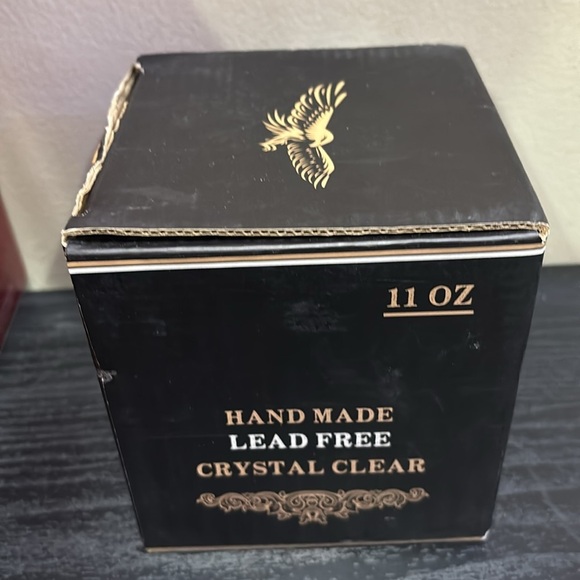 11 OZ
HAND MADE
LEAD FREE
CRYSTAL CLEAR